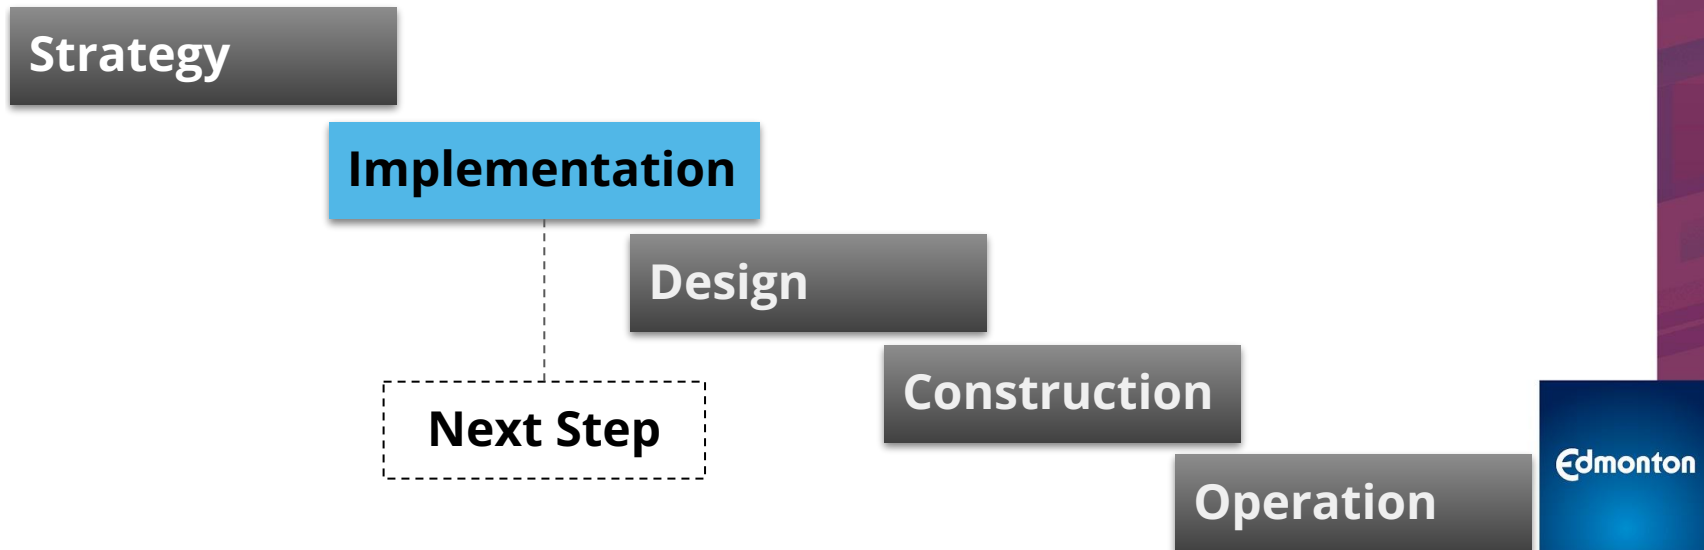 Strategy
Implementation
Design
Construction
Next Step
Edmonton
Operation